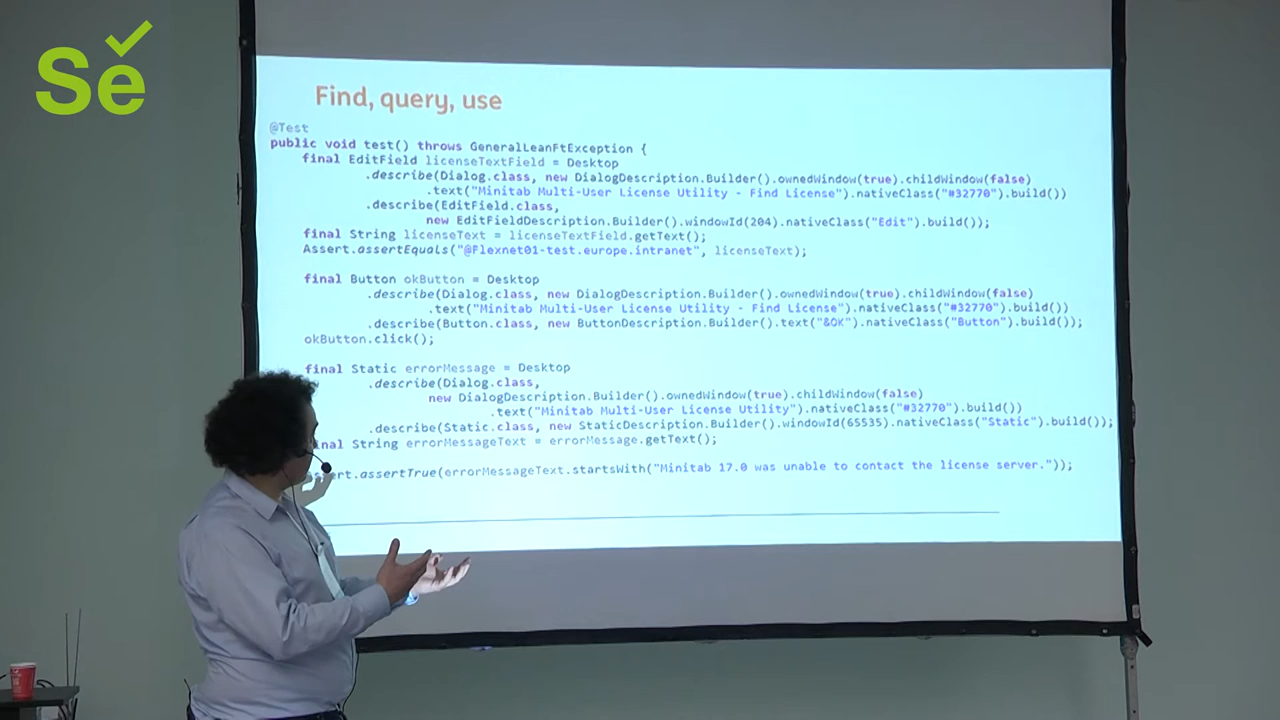 Se
Find, query, use
@Test
public void test() throws GeneralLeanFtException {
final EditField licenseTextField = Desktop
.describe(Dialog.class, new DialogDescription.Builder().ownedWindow(true).childWindow(false)
.text("Minitab Multi-User License Utility - Find License").nativeClass("#32770").build())
.describe(EditField.class,
new EditFieldDescription.Builder().windowId(204).nativeClass("Edit").build());
final String licenseText = licenseTextField.getText();
Assert.assertEquals("@Flexnet01-test.europe.intranet", licenseText);
final Button okButton = Desktop
.describe(Dialog.class, new DialogDescription.Builder().ownedWindow(true).childWindow(false)
.text("Minitab Multi-User License Utility - Find License").nativeClass("#32770").build())
.describe(Button.class, new ButtonDescription.Builder().text("&OK").nativeClass("Button").build());
okButton.click();
final Static errorMessage = Desktop
.describe(Dialog.class,
new DialogDescription.Builder().ownedWindow(true).childWindow(false)
.text("Minitab Multi-User License Utility").nativeClass("#32770").build())
.describe(Static.class, new StaticDescription.Builder().windowId(65535).nativeClass("Static").build());
final String errorMessageText = errorMessage.getText();
Assert.assertTrue(errorMessageText.startsWith("Minitab 17.0 was unable to contact the license server."));